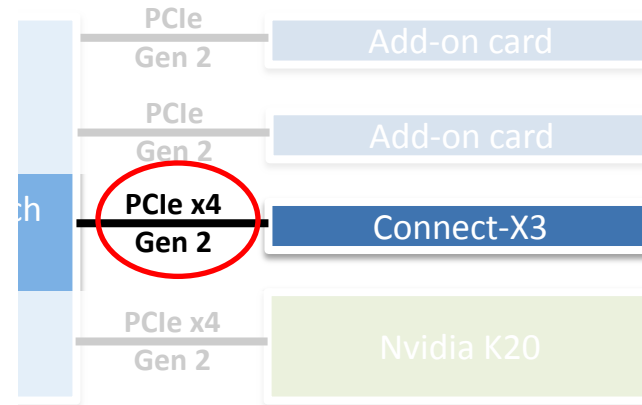 PCIe
Gen 2
Add-on card
PCIe
Gen 2
Add-on card
ch
PCIe x4
Gen 2
Connect-X3
PCIe x4
Gen 2
Nvidia K20